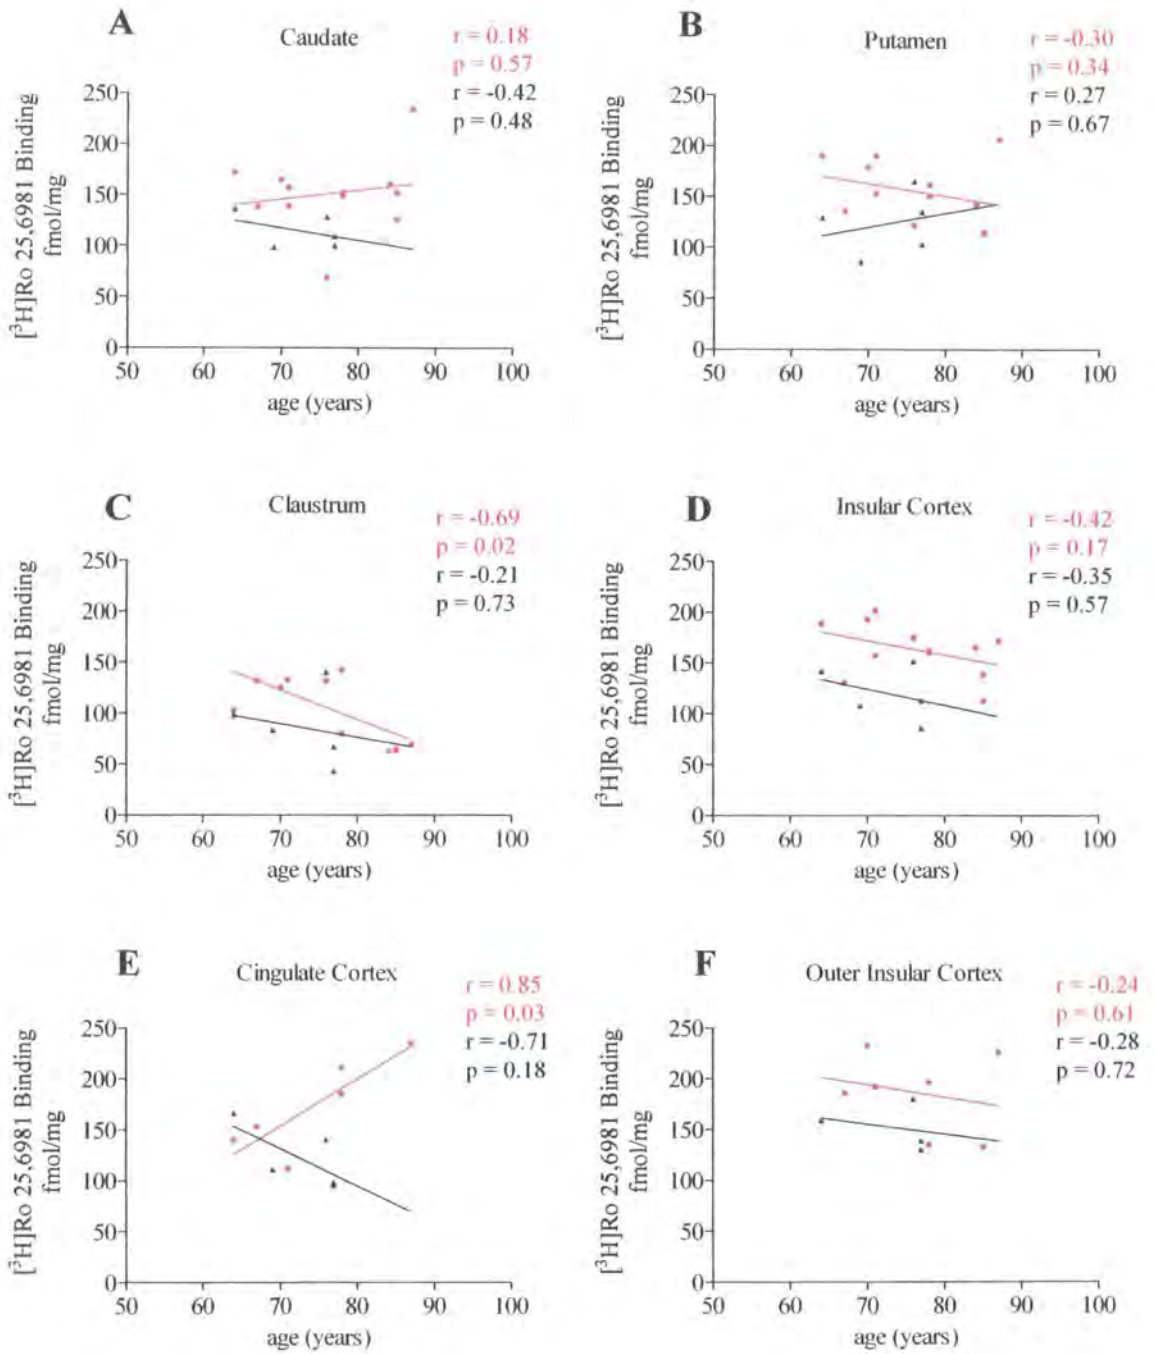 A
Caudate
r = 0.18
p = 0.57
r = -0.42
p = 0.48
[³H]Ro 25,6981 Binding
fmol/mg
250
200
150
100
50
0
50 60 70 80 90 100
age (years)
B
Putamen
r = -0.30
p = 0.34
r = 0.27
p = 0.67
[³H]Ro 25,6981 Binding
fmol/mg
250
200
150
100
50
0
50 60 70 80 90 100
age (years)
C
Claustrum
r = -0.69
p = 0.02
r = -0.21
p = 0.73
[³H]Ro 25,6981 Binding
fmol/mg
250
200
150
100
50
0
50 60 70 80 90 100
age (years)
D
Insular Cortex
r = -0.42
p = 0.17
r = -0.35
p = 0.57
[³H]Ro 25,6981 Binding
fmol/mg
250
200
150
100
50
0
50 60 70 80 90 100
age (years)
E
Cingulate Cortex
r = 0.85
p = 0.03
r = -0.71
p = 0.18
[³H]Ro 25,6981 Binding
fmol/mg
250
200
150
100
50
0
50 60 70 80 90 100
age (years)
F
Outer Insular Cortex
r = -0.24
p = 0.61
r = -0.28
p = 0.72
[³H]Ro 25,6981 Binding
fmol/mg
250
200
150
100
50
0
50 60 70 80 90 100
age (years)